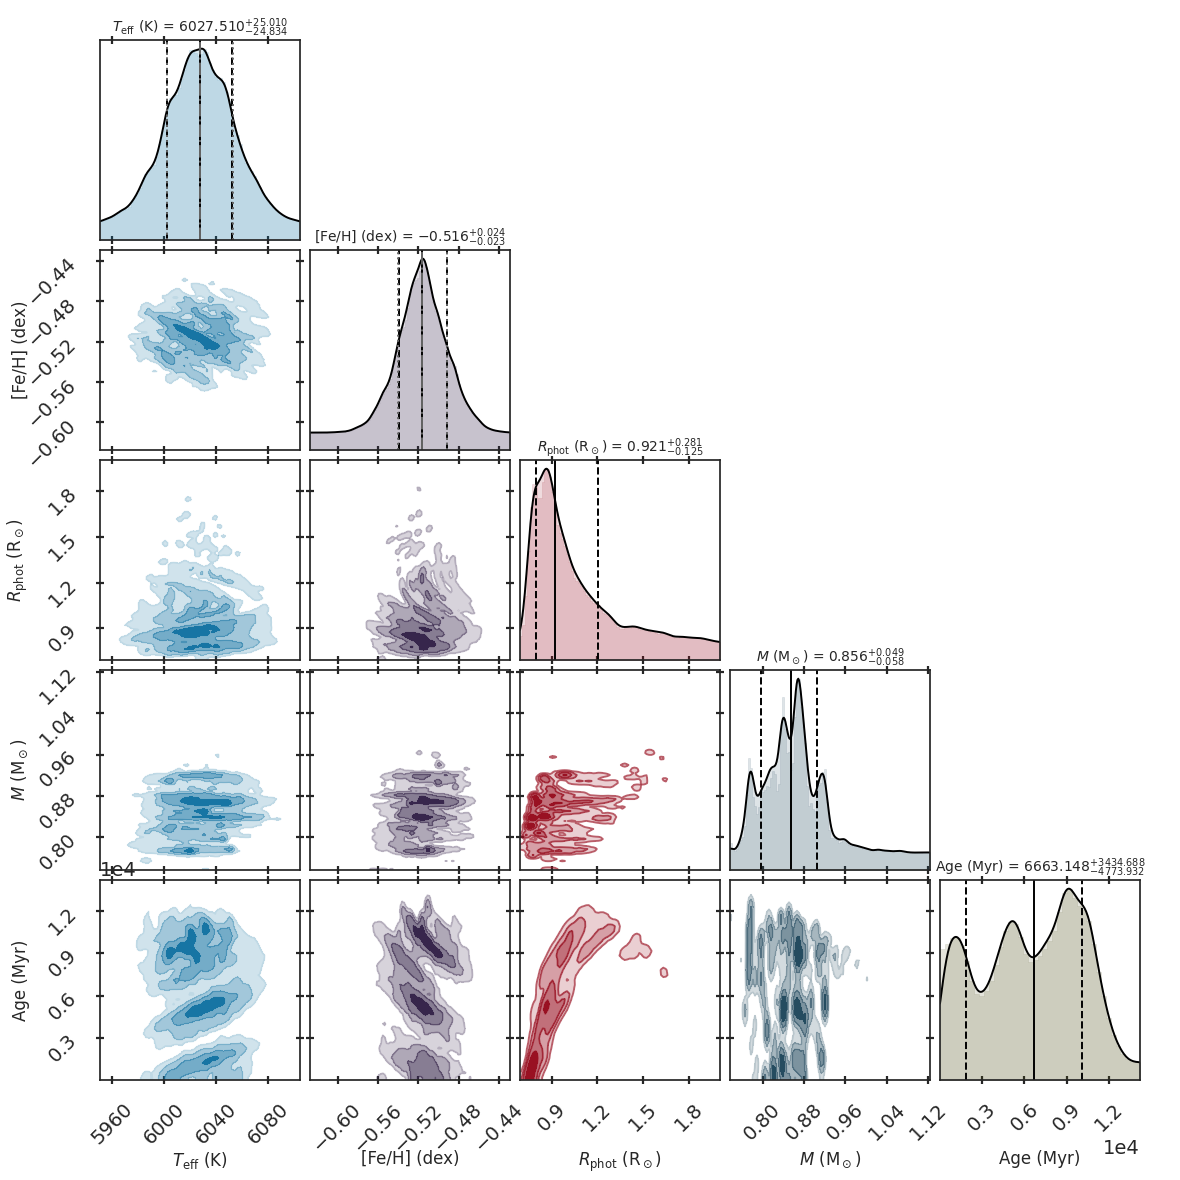 T_eff (K) = 6027.510 +25.010 −24.834
[Fe/H] (dex) = −0.516 +0.024 −0.023
−0.44
−0.48
−0.52
−0.56
−0.60
[Fe/H] (dex)
R_phot (R⊙) = 0.921 +0.281 −0.125
1.8
1.5
1.2
0.9
R_phot (R⊙)
M (M⊙) = 0.856 +0.049 −0.058
1.12
1.04
0.96
0.88
0.80
M (M⊙)
1e4
Age (Myr) = 6663.148 +3434.688 −4773.932
1.2
0.9
0.6
0.3
Age (Myr)
5960 6000 6040 6080
T_eff (K)
−0.60 −0.56 −0.52 −0.48 −0.44
[Fe/H] (dex)
0.9 1.2 1.5 1.8
R_phot (R⊙)
0.80 0.88 0.96 1.04 1.12
M (M⊙)
0.3 0.6 0.9 1.2
1e4
Age (Myr)